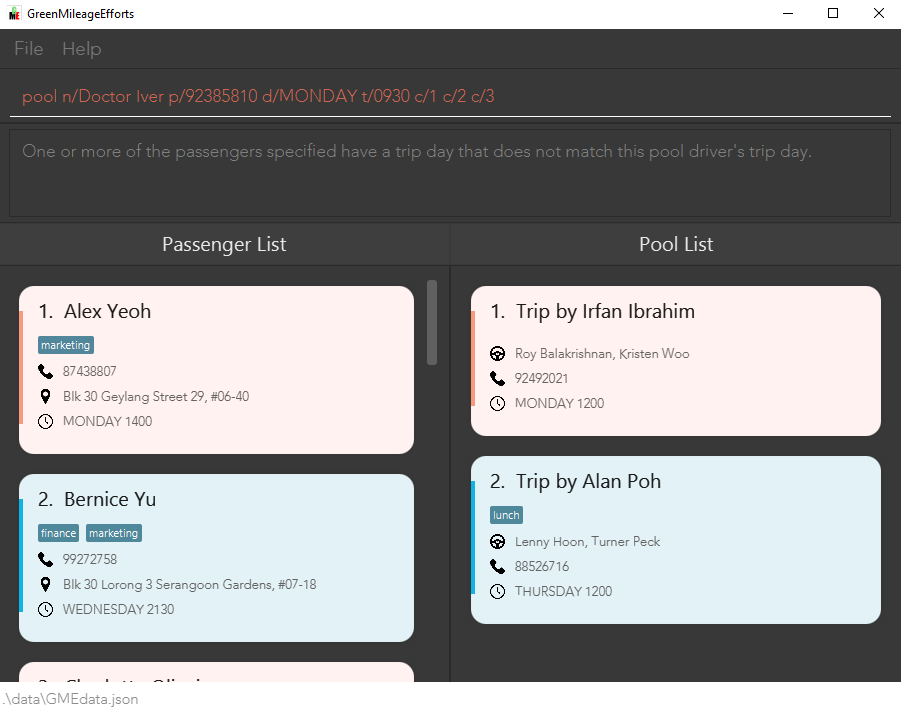 GreenMileageEfforts
File Help
pool n/Doctor Iver p/92385810 d/MONDAY t/0930 c/1 c/2 c/3
One or more of the passengers specified have a trip day that does not match this pool driver's trip day.
Passenger List
1. Alex Yeoh
marketing
87438807
Blk 30 Geylang Street 29, #06-40
MONDAY 1400
2. Bernice Yu
finance marketing
99272758
Blk 30 Lorong 3 Serangoon Gardens, #07-18
WEDNESDAY 2130
Pool List
1. Trip by Irfan Ibrahim
Roy Balakrishnan, Kristen Woo
92492021
MONDAY 1200
2. Trip by Alan Poh
lunch
Lenny Hoon, Turner Peck
88526716
THURSDAY 1200
.\data\GMEdata.json